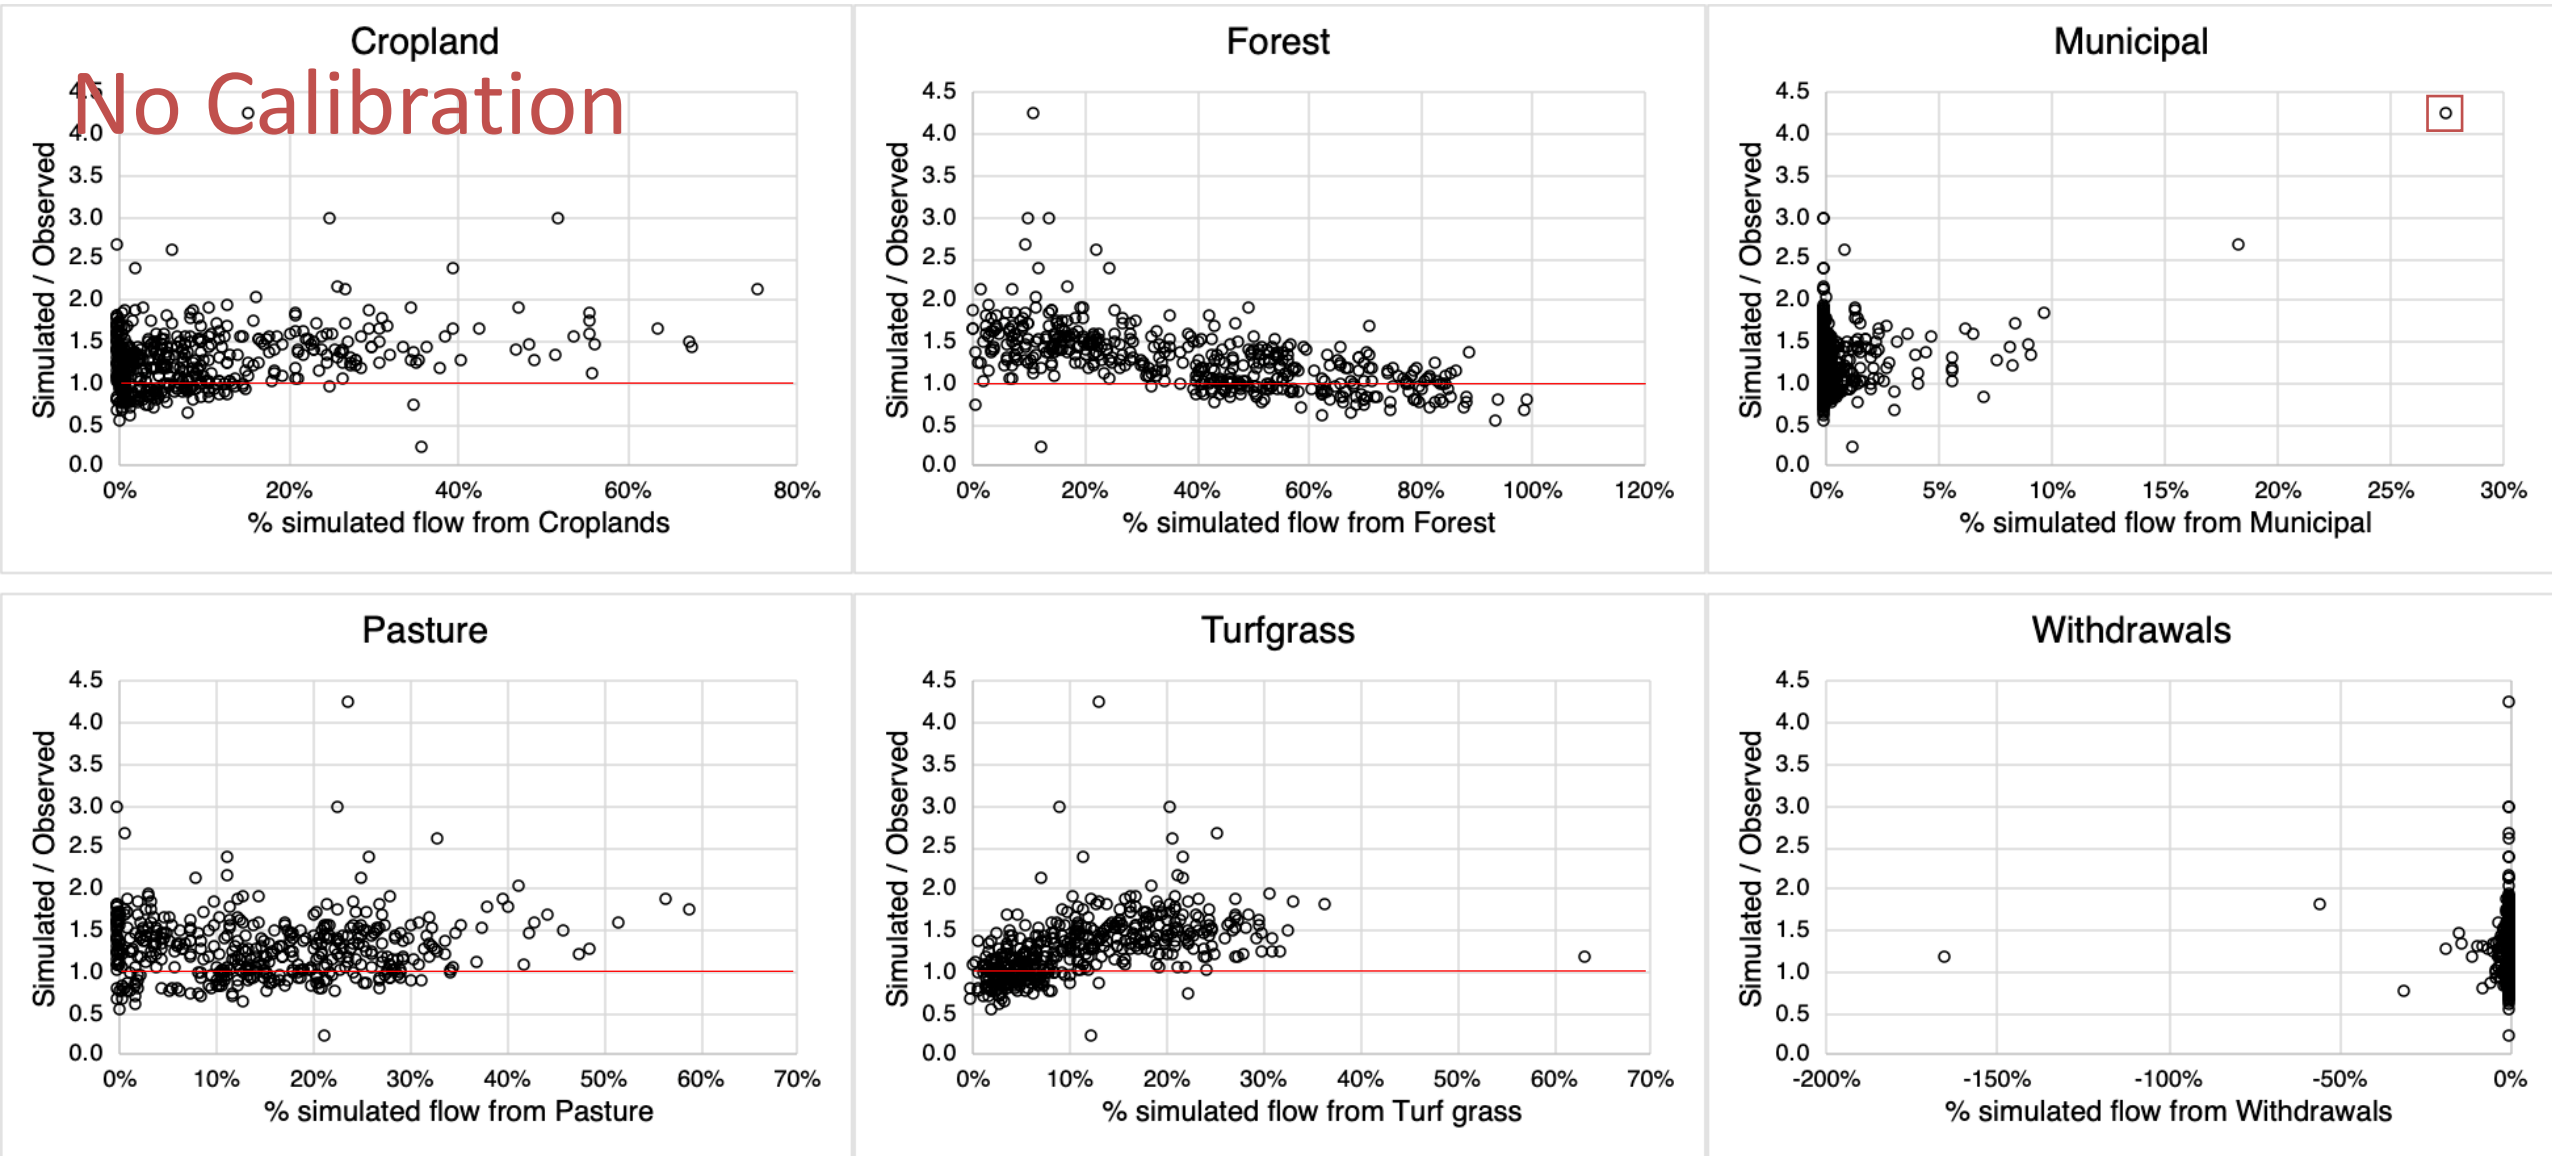 Cropland
No Calibration
4.5
4.0
3.5
3.0
2.5
2.0
1.5
1.0
0.5
0.0
Simulated / Observed
0% 20% 40% 60% 80%
% simulated flow from Croplands
Forest
4.5
4.0
3.5
3.0
2.5
2.0
1.5
1.0
0.5
0.0
Simulated / Observed
0% 20% 40% 60% 80% 100% 120%
% simulated flow from Forest
Municipal
4.5
4.0
3.5
3.0
2.5
2.0
1.5
1.0
0.5
0.0
Simulated / Observed
0% 5% 10% 15% 20% 25% 30%
% simulated flow from Municipal
Pasture
4.5
4.0
3.5
3.0
2.5
2.0
1.5
1.0
0.5
0.0
Simulated / Observed
0% 10% 20% 30% 40% 50% 60% 70%
% simulated flow from Pasture
Turfgrass
4.5
4.0
3.5
3.0
2.5
2.0
1.5
1.0
0.5
0.0
Simulated / Observed
0% 10% 20% 30% 40% 50% 60% 70%
% simulated flow from Turf grass
Withdrawals
4.5
4.0
3.5
3.0
2.5
2.0
1.5
1.0
0.5
0.0
Simulated / Observed
-200% -150% -100% -50% 0%
% simulated flow from Withdrawals